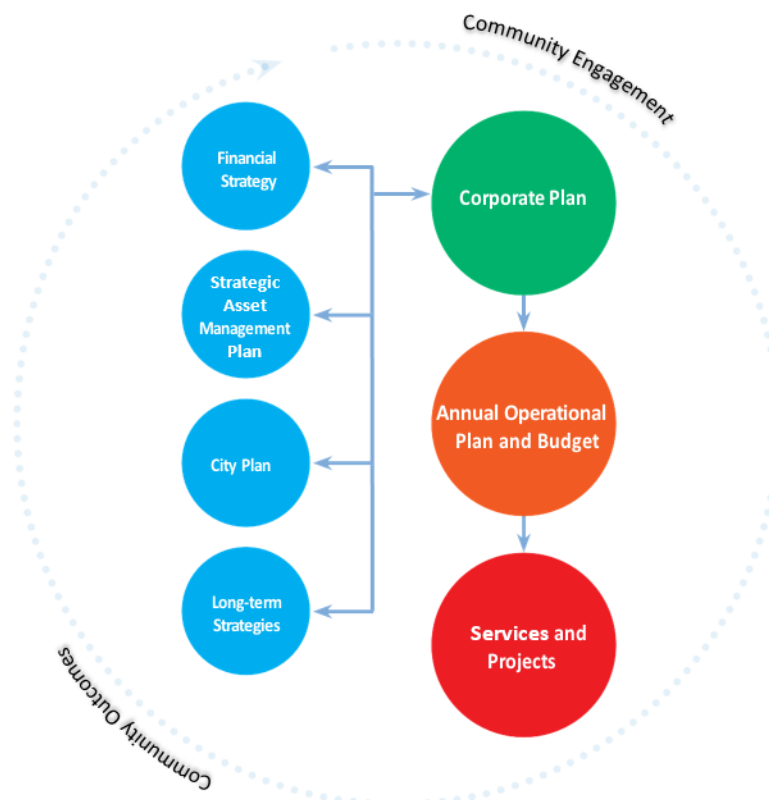 Community Engagement
Financial
Strategy
Corporate Plan
Strategic
Asset
Management
Plan
Annual Operational
Plan and Budget
City Plan
Long-term
Strategies
Services and
Projects
Community Outcomes